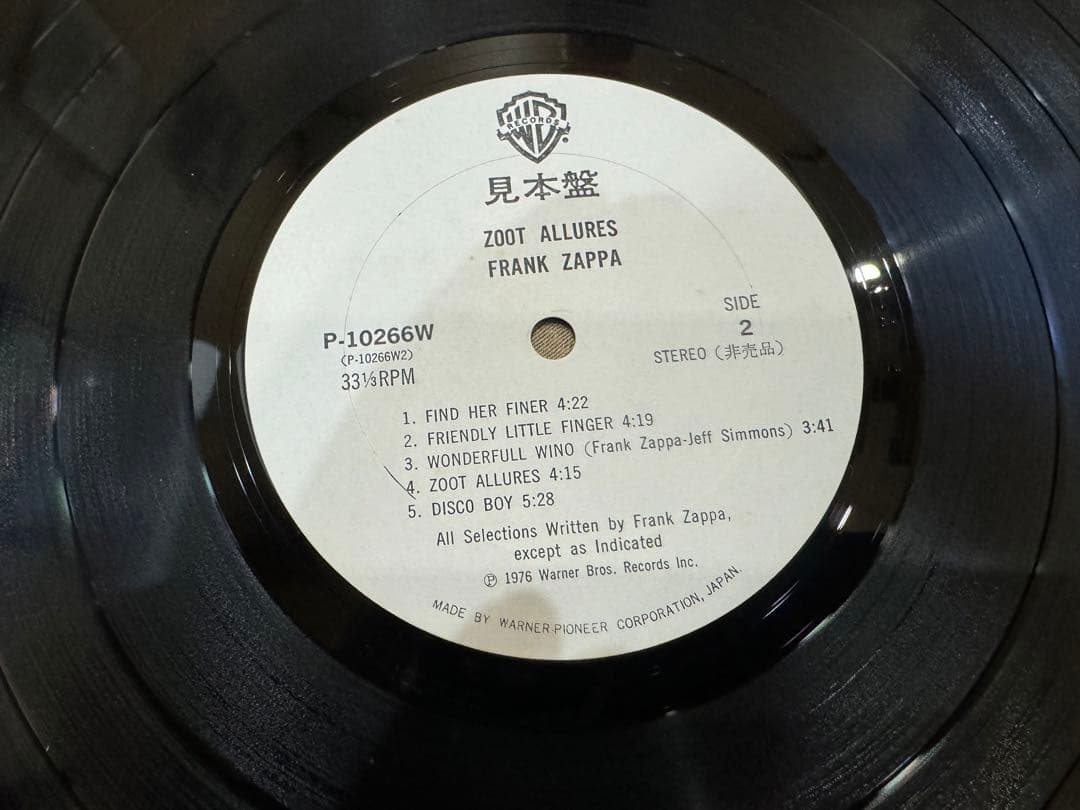 WB RECORDS
見本盤
ZOOT ALLURES
FRANK ZAPPA
P-10266W
(P-10266W2)
33⅓RPM
SIDE
2
STEREO (非売品)
1. FIND HER FINER 4:22
2. FRIENDLY LITTLE FINGER 4:19
3. WONDERFULL WINO (Frank Zappa-Jeff Simmons) 3:41
4. ZOOT ALLURES 4:15
5. DISCO BOY 5:28
All Selections Written by Frank Zappa,
except as Indicated
Ⓟ 1976 Warner Bros. Records Inc.
MADE BY WARNER-PIONEER CORPORATION, JAPAN.